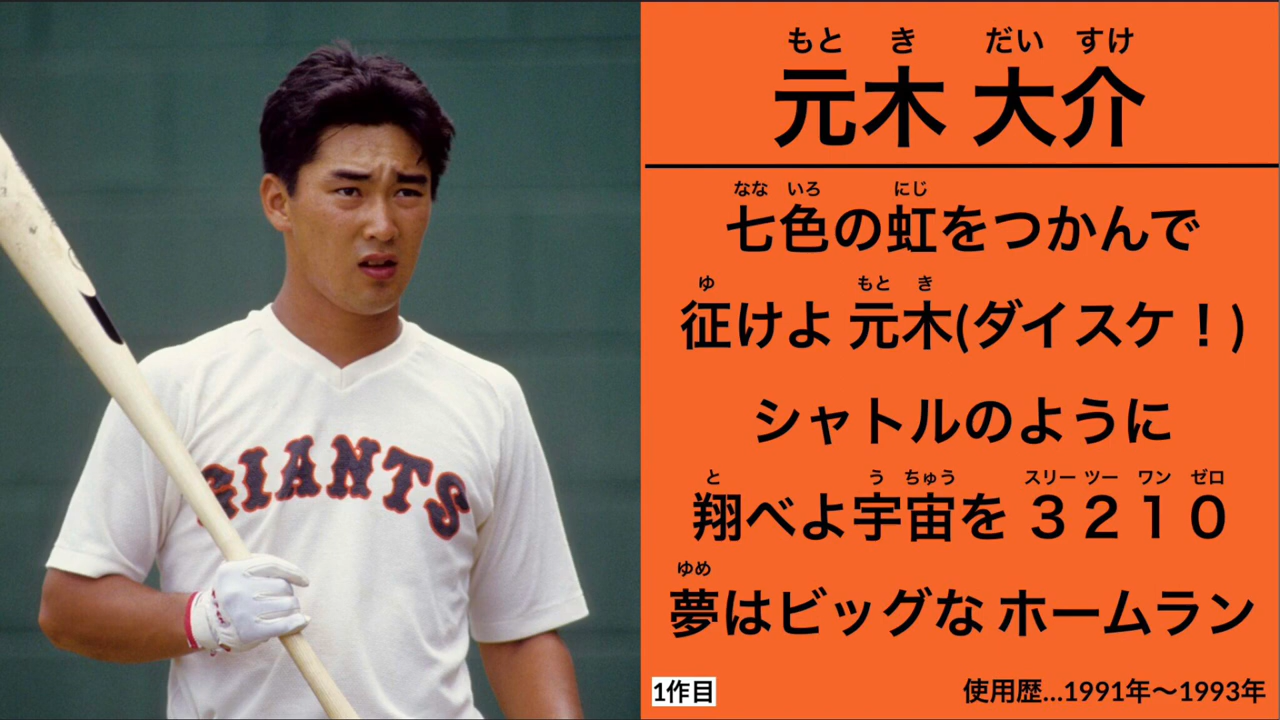 GIANTS
もと き だい すけ
元木 大介
なな いろ にじ
七色の虹をつかんで
ゆ もと き
征けよ 元木(ダイスケ！)
シャトルのように
と う ちゅう スリー ツー ワン ゼロ
翔べよ宇宙を ３２１０
ゆめ
夢はビッグな ホームラン
1作目
使用歴…1991年〜1993年